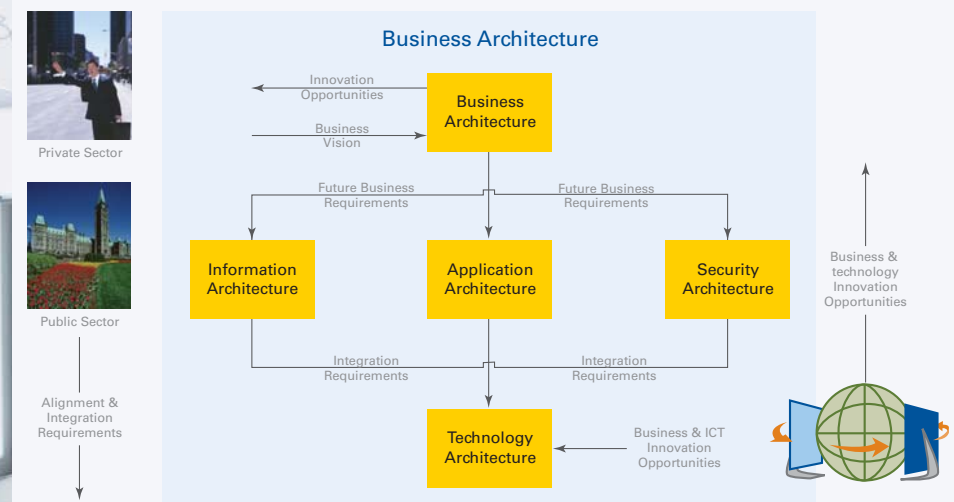 Business Architecture
Private Sector
Public Sector
Alignment &
Integration
Requirements
Innovation
Opportunities
Business
Vision
Business
Architecture
Future Business
Requirements
Future Business
Requirements
Information
Architecture
Application
Architecture
Security
Architecture
Integration
Requirements
Integration
Requirements
Technology
Architecture
Business & ICT
Innovation
Opportunities
Business &
technology
Innovation
Opportunities